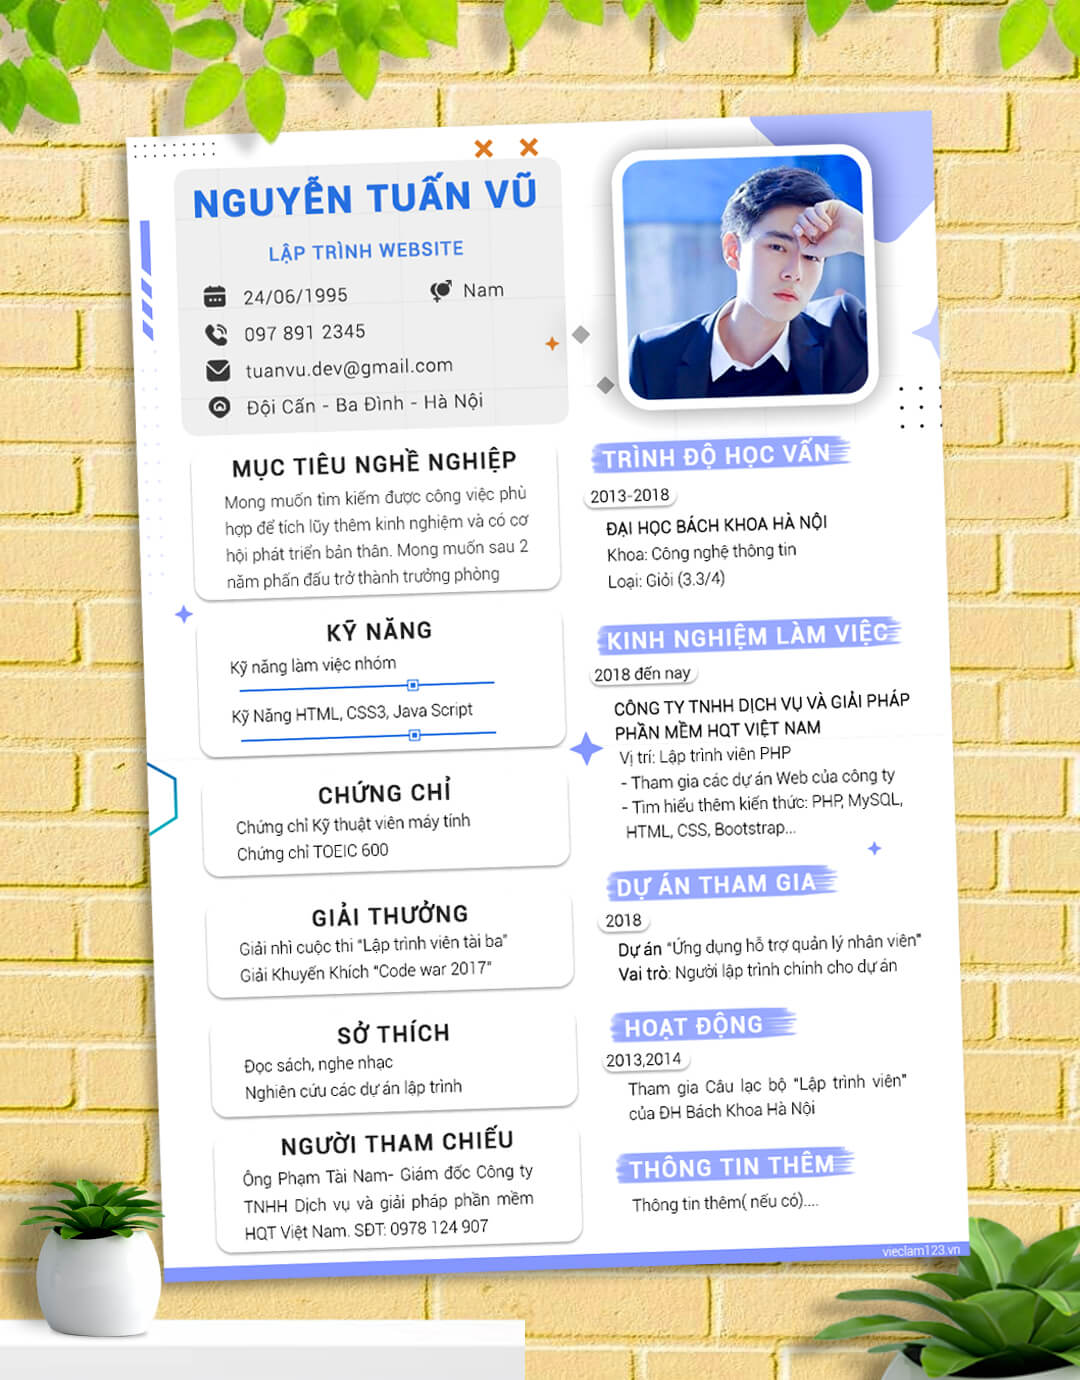 NGUYỄN TUẤN VŨ
LẬP TRÌNH WEBSITE
24/06/1995
Nam
097 891 2345
tuanvu.dev@gmail.com
Đội Cấn - Ba Đình - Hà Nội
MỤC TIÊU NGHỀ NGHIỆP
Mong muốn tìm kiếm được công việc phù
hợp để tích lũy thêm kinh nghiệm và có cơ
hội phát triển bản thân. Mong muốn sau 2
năm phấn đấu trở thành trưởng phòng
KỸ NĂNG
Kỹ năng làm việc nhóm
Kỹ Năng HTML, CSS3, Java Script
CHỨNG CHỈ
Chứng chỉ Kỹ thuật viên máy tính
Chứng chỉ TOEIC 600
GIẢI THƯỞNG
Giải nhì cuộc thi “Lập trình viên tài ba”
Giải Khuyến Khích “Code war 2017”
SỞ THÍCH
Đọc sách, nghe nhạc
Nghiên cứu các dự án lập trình
NGƯỜI THAM CHIẾU
Ông Phạm Tài Nam- Giám đốc Công ty
TNHH Dịch vụ và giải pháp phần mềm
HQT Việt Nam. SĐT: 0978 124 907
TRÌNH ĐỘ HỌC VẤN
2013-2018
ĐẠI HỌC BÁCH KHOA HÀ NỘI
Khoa: Công nghệ thông tin
Loại: Giỏi (3.3/4)
KINH NGHIỆM LÀM VIỆC
2018 đến nay
CÔNG TY TNHH DỊCH VỤ VÀ GIẢI PHÁP
PHẦN MỀM HQT VIỆT NAM
Vị trí: Lập trình viên PHP
- Tham gia các dự án Web của công ty
- Tìm hiểu thêm kiến thức: PHP, MySQL,
HTML, CSS, Bootstrap...
DỰ ÁN THAM GIA
2018
Dự án “Ứng dụng hỗ trợ quản lý nhân viên”
Vai trò: Người lập trình chính cho dự án
HOẠT ĐỘNG
2013,2014
Tham gia Câu lạc bộ “Lập trình viên”
của ĐH Bách Khoa Hà Nội
THÔNG TIN THÊM
Thông tin thêm( nếu có)....
vieclam123.vn